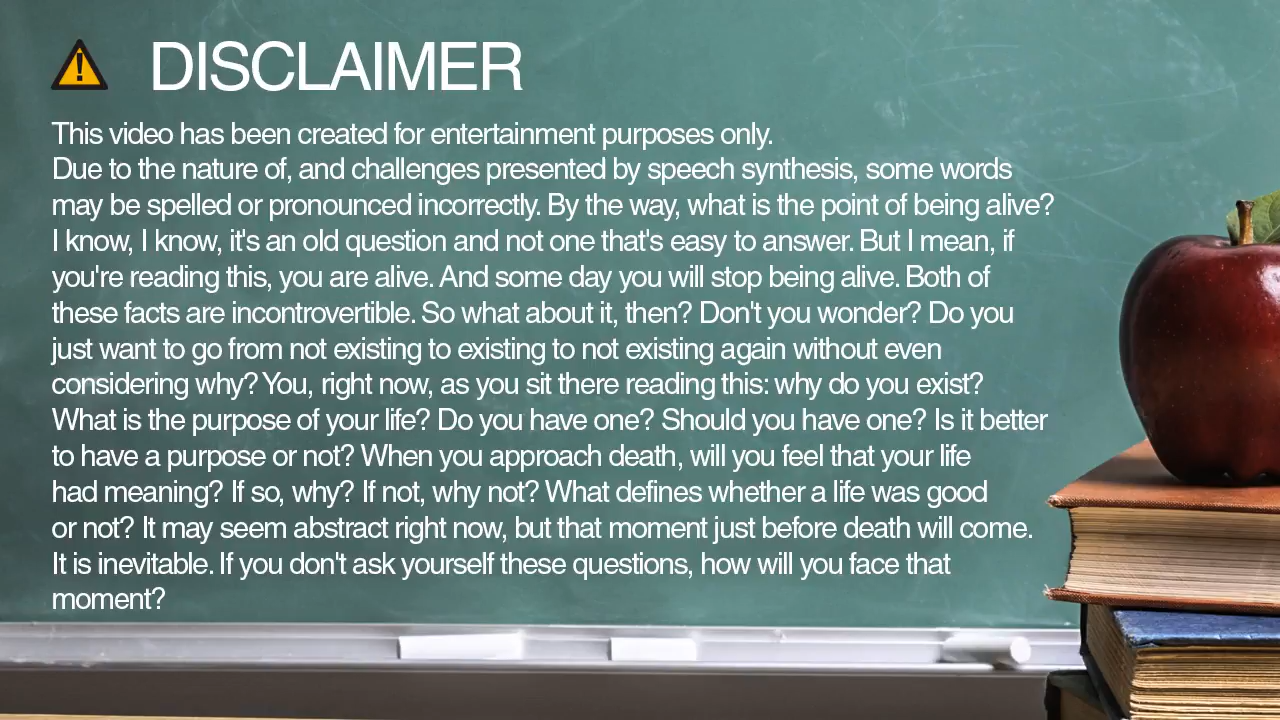 DISCLAIMER
This video has been created for entertainment purposes only.
Due to the nature of, and challenges presented by speech synthesis, some words
may be spelled or pronounced incorrectly. By the way, what is the point of being alive?
I know, I know, it's an old question and not one that's easy to answer. But I mean, if
you're reading this, you are alive. And some day you will stop being alive. Both of
these facts are incontrovertible. So what about it, then? Don't you wonder? Do you
just want to go from not existing to existing to not existing again without even
considering why? You, right now, as you sit there reading this: why do you exist?
What is the purpose of your life? Do you have one? Should you have one? Is it better
to have a purpose or not? When you approach death, will you feel that your life
had meaning? If so, why? If not, why not? What defines whether a life was good
or not? It may seem abstract right now, but that moment just before death will come.
It is inevitable. If you don't ask yourself these questions, how will you face that
moment?